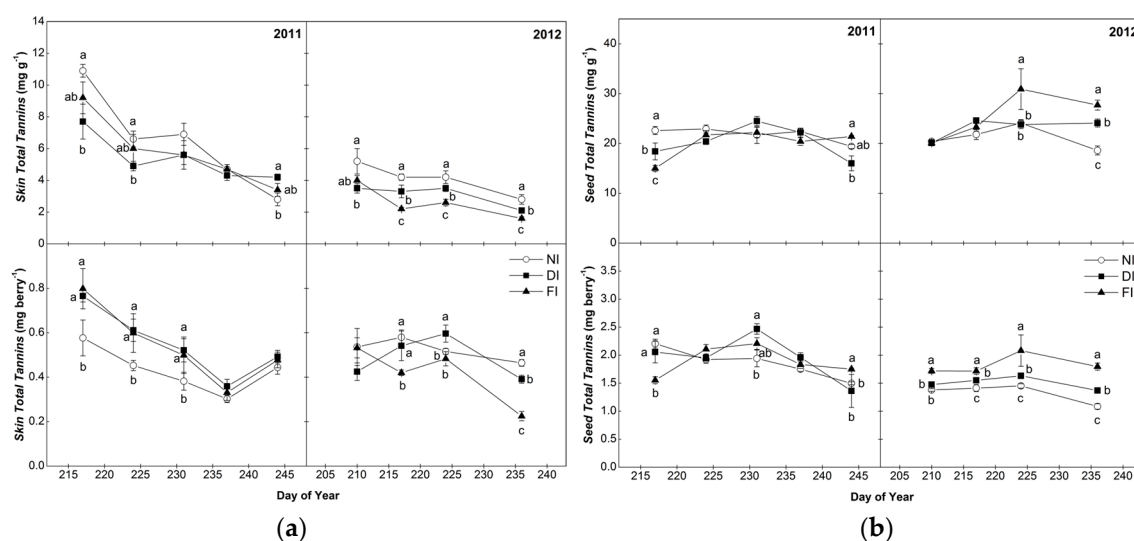 14
12
10
8
6
4
2
0
Skin Total Tannins (mg g⁻¹)
2011
a
ab
a
ab
b
b
a
ab
b
2012
a
ab
b
a
b
c
a
b
c
a
b
c
0.8
0.6
0.4
0.2
0.0
Skin Total Tannins (mg berry⁻¹)
a
a
b
a
a
b
a
a
b
NI
DI
FI
a
a
b
a
b
b
a
b
c
215 220 225 230 235 240 245
205 210 215 220 225 230 235 240
Day of Year
(a)
40
30
20
10
0
Seed Total Tannins (mg g⁻¹)
2011
a
b
c
a
ab
b
2012
a
b
b
a
b
c
3.5
3.0
2.5
2.0
1.5
1.0
0.5
0.0
Seed Total Tannins (mg berry⁻¹)
a
a
b
a
ab
b
a
b
b
NI
DI
FI
a
b
b
a
b
c
a
b
c
a
b
c
215 220 225 230 235 240 245
205 210 215 220 225 230 235 240
Day of Year
(b)